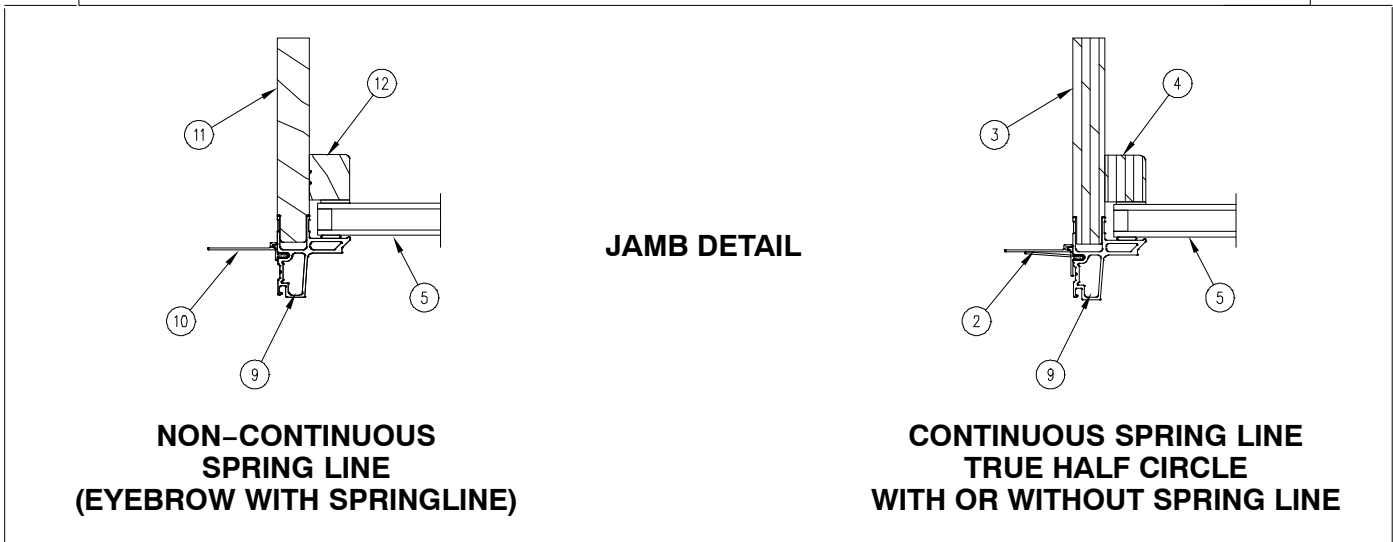 12
11
10
9
5
NON–CONTINUOUS
SPRING LINE
(EYEBROW WITH SPRINGLINE)
JAMB DETAIL
4
3
2
9
5
CONTINUOUS SPRING LINE
TRUE HALF CIRCLE
WITH OR WITHOUT SPRING LINE